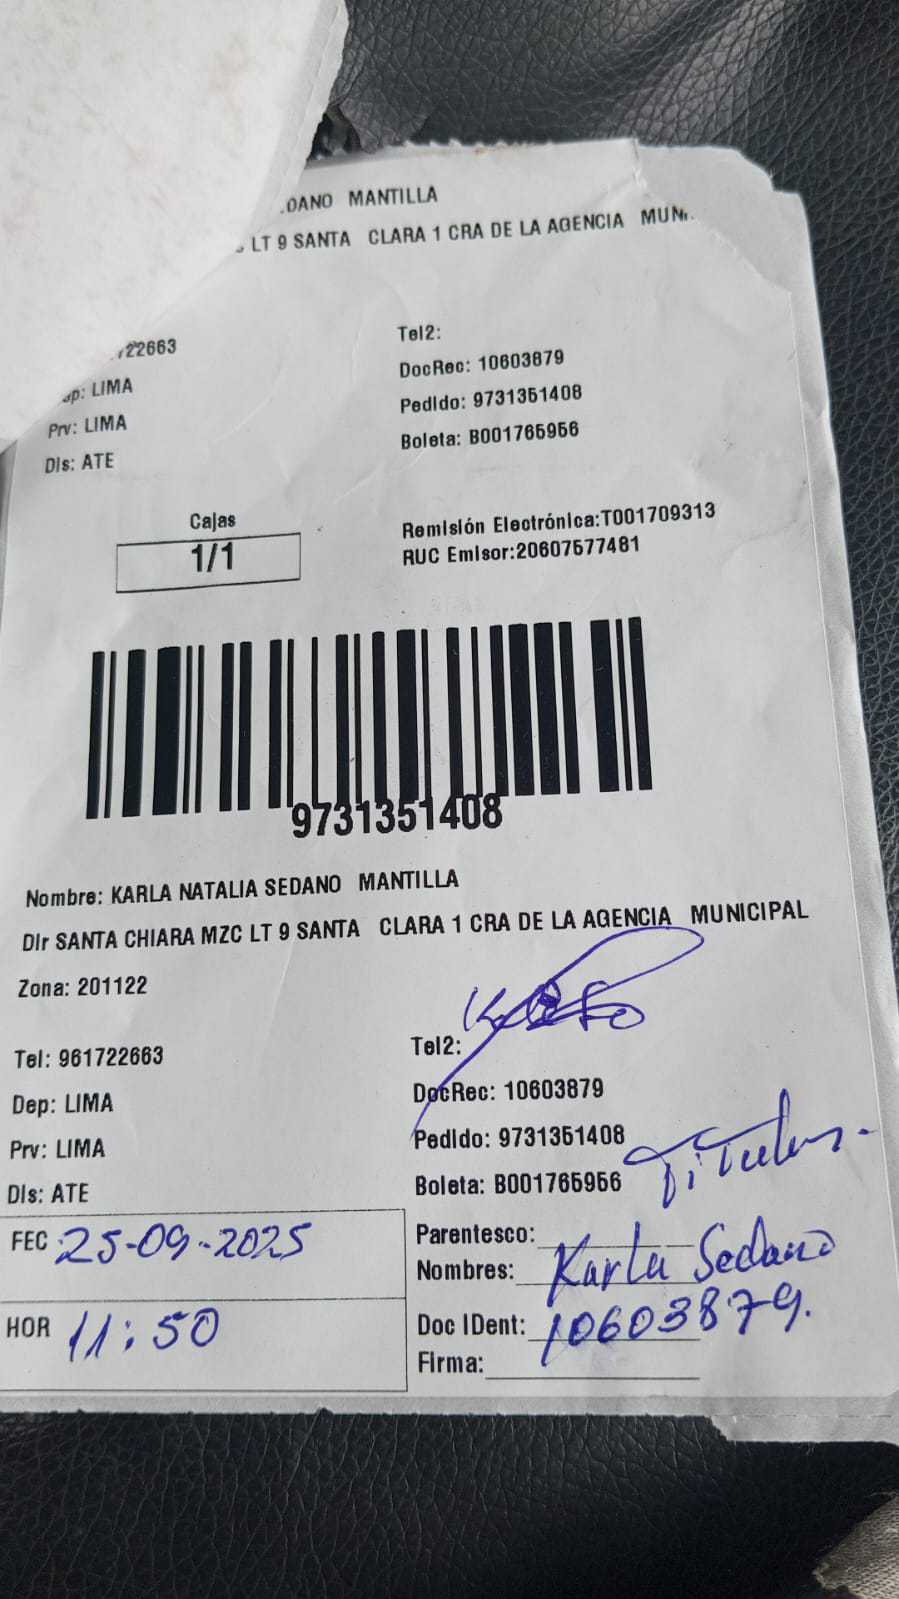 DANO MANTILLA
LT 9 SANTA CLARA 1 CRA DE LA AGENCIA MUNI
Tel2:
722663
DocRec: 10603879
Dep: LIMA
Pedido: 9731351408
Prv: LIMA
Boleta: B001765956
Dis: ATE
Cajas
1/1
Remisión Electrónica:T001709313
RUC Emisor:20607577481
9731351408
Nombre: KARLA NATALIA SEDANO MANTILLA
Dir SANTA CHIARA MZC LT 9 SANTA CLARA 1 CRA DE LA AGENCIA MUNICIPAL
Zona: 201122
Tel: 961722663
Tel2:
Dep: LIMA
DocRec: 10603879
Prv: LIMA
Pedido: 9731351408
Titular.
Dis: ATE
Boleta: B001765956
FEC 25-09-2025
Parentesco:
Nombres: Karla Sedano
HOR 11:50
Doc IDent: 10603879.
Firma: